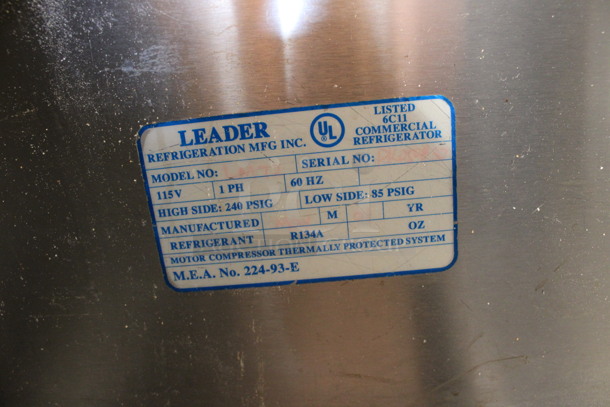 LEADER
REFRIGERATION MFG INC.
UL
LISTED
6C11
COMMERCIAL
REFRIGERATOR
MODEL NO: SERIAL NO:
115V 1 PH 60 HZ
HIGH SIDE: 240 PSIG LOW SIDE: 85 PSIG
MANUFACTURED M YR
REFRIGERANT R134A OZ
MOTOR COMPRESSOR THERMALLY PROTECTED SYSTEM
M.E.A. No. 224-93-E